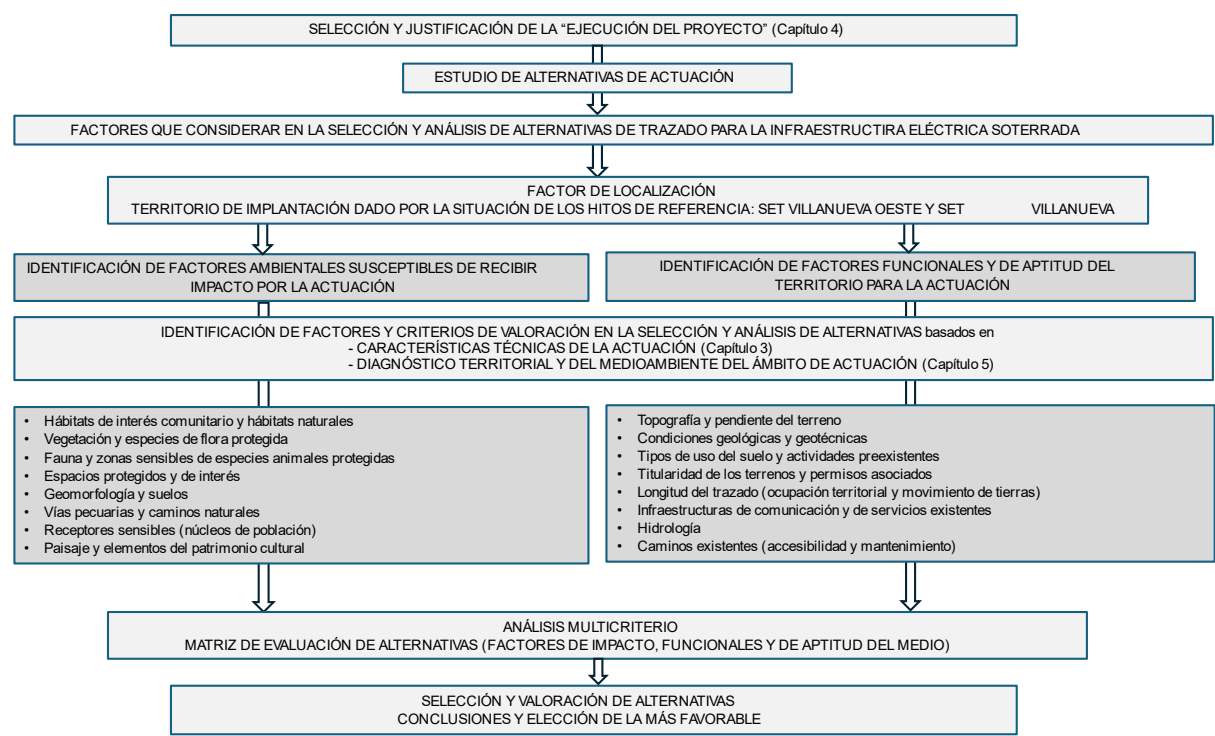 SELECCIÓN Y JUSTIFICACIÓN DE LA “EJECUCIÓN DEL PROYECTO” (Capítulo 4)
ESTUDIO DE ALTERNATIVAS DE ACTUACIÓN
FACTORES QUE CONSIDERAR EN LA SELECCIÓN Y ANÁLISIS DE ALTERNATIVAS DE TRAZADO PARA LA INFRAESTRUCTIRA ELÉCTRICA SOTERRADA
FACTOR DE LOCALIZACIÓN
TERRITORIO DE IMPLANTACIÓN DADO POR LA SITUACIÓN DE LOS HITOS DE REFERENCIA: SET VILLANUEVA OESTE Y SET VILLANUEVA
IDENTIFICACIÓN DE FACTORES AMBIENTALES SUSCEPTIBLES DE RECIBIR
IMPACTO POR LA ACTUACIÓN
IDENTIFICACIÓN DE FACTORES FUNCIONALES Y DE APTITUD DEL
TERRITORIO PARA LA ACTUACIÓN
IDENTIFICACIÓN DE FACTORES Y CRITERIOS DE VALORACIÓN EN LA SELECCIÓN Y ANÁLISIS DE ALTERNATIVAS basados en
- CARACTERÍSTICAS TÉCNICAS DE LA ACTUACIÓN (Capítulo 3)
- DIAGNÓSTICO TERRITORIAL Y DEL MEDIOAMBIENTE DEL ÁMBITO DE ACTUACIÓN (Capítulo 5)
• Hábitats de interés comunitario y hábitats naturales
• Vegetación y especies de flora protegida
• Fauna y zonas sensibles de especies animales protegidas
• Espacios protegidos y de interés
• Geomorfología y suelos
• Vías pecuarias y caminos naturales
• Receptores sensibles (núcleos de población)
• Paisaje y elementos del patrimonio cultural
• Topografía y pendiente del terreno
• Condiciones geológicas y geotécnicas
• Tipos de uso del suelo y actividades preexistentes
• Titularidad de los terrenos y permisos asociados
• Longitud del trazado (ocupación territorial y movimiento de tierras)
• Infraestructuras de comunicación y de servicios existentes
• Hidrología
• Caminos existentes (accesibilidad y mantenimiento)
ANÁLISIS MULTICRITERIO
MATRIZ DE EVALUACIÓN DE ALTERNATIVAS (FACTORES DE IMPACTO, FUNCIONALES Y DE APTITUD DEL MEDIO)
SELECCIÓN Y VALORACIÓN DE ALTERNATIVAS
CONCLUSIONES Y ELECCIÓN DE LA MÁS FAVORABLE